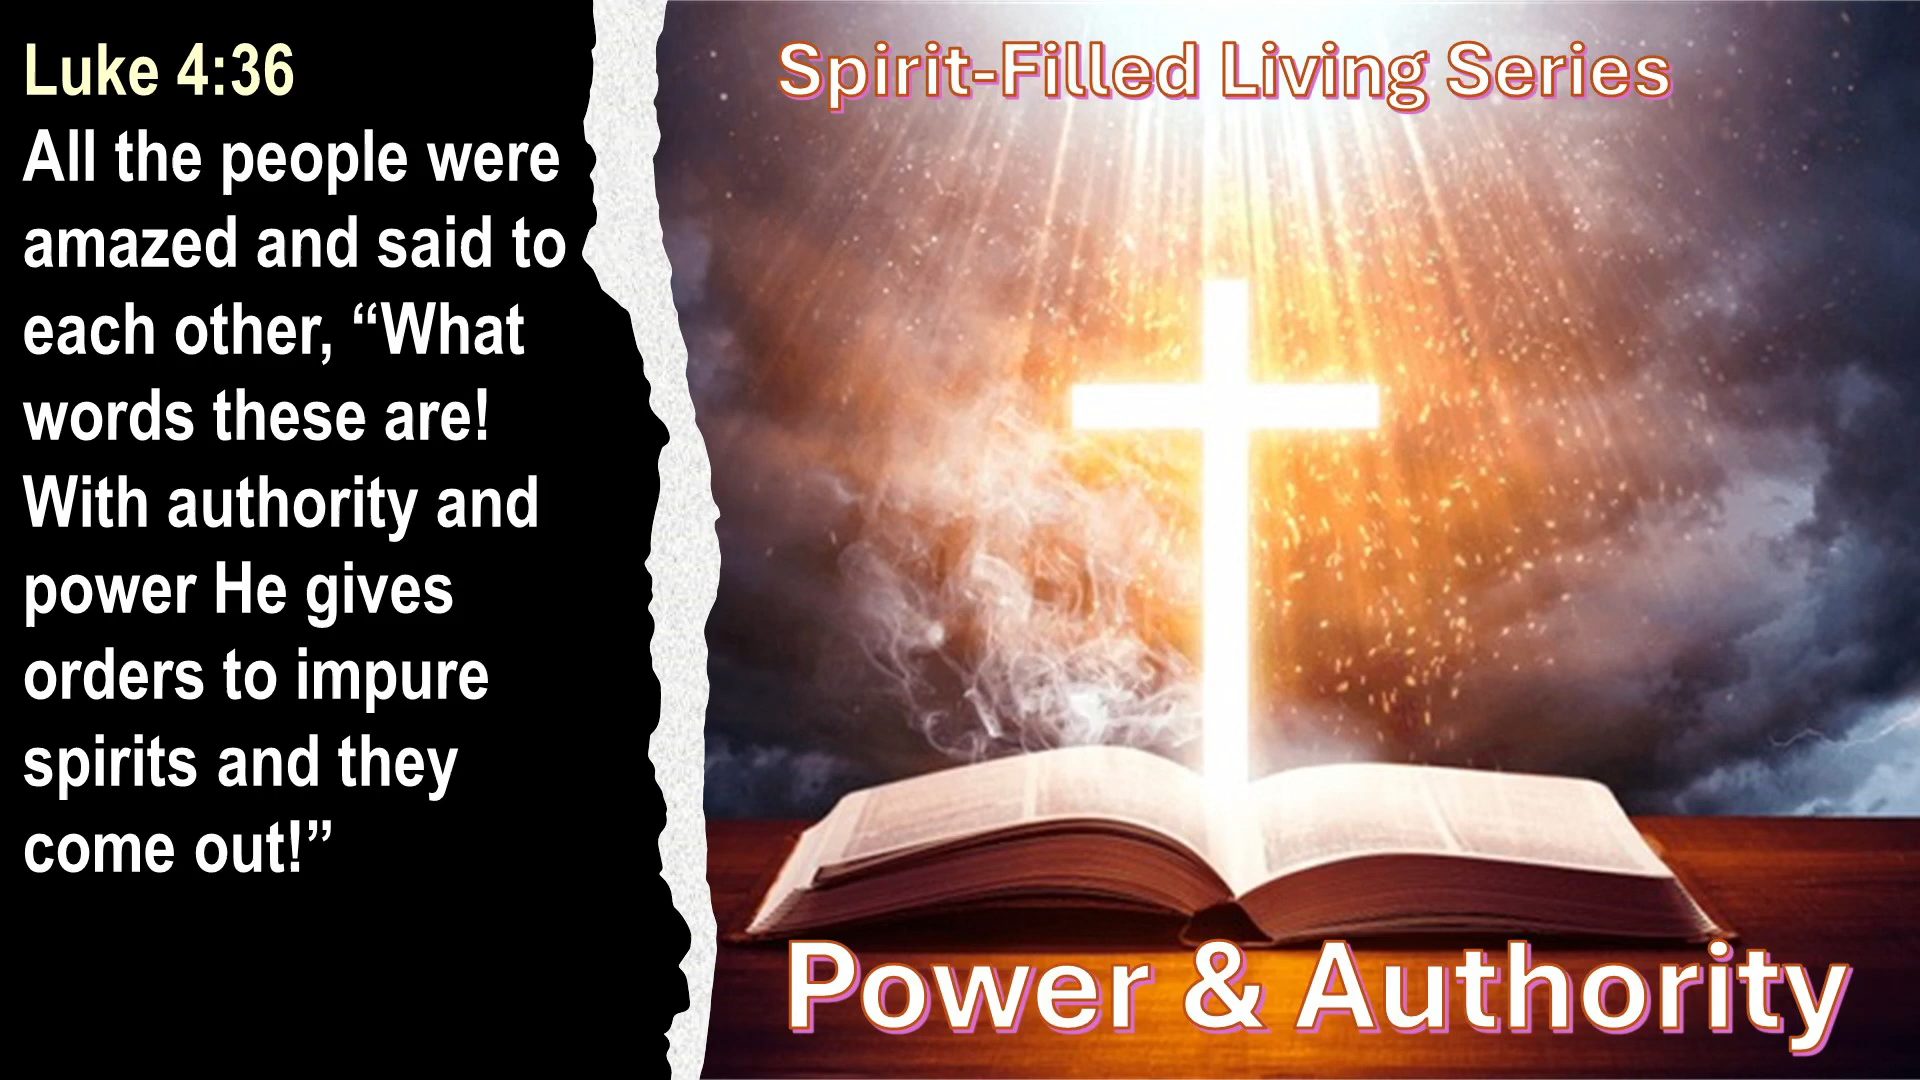 Luke 4:36
All the people were
amazed and said to
each other, “What
words these are!
With authority and
power He gives
orders to impure
spirits and they
come out!”
Spirit-Filled Living Series
Power & Authority